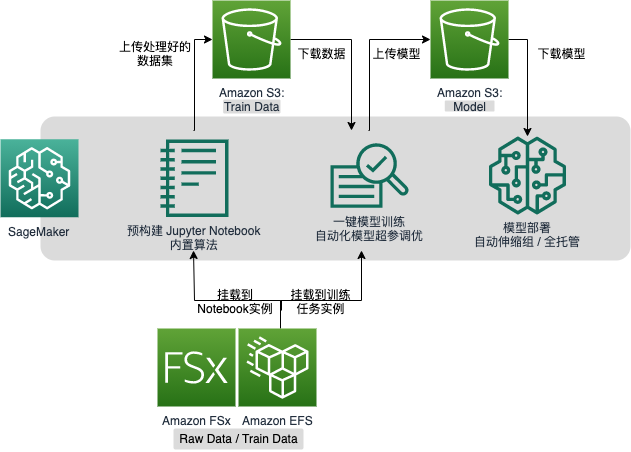 上传处理好的
数据集
下载数据
上传模型
下载模型
Amazon S3:
Train Data
Amazon S3:
Model
SageMaker
预构建 Jupyter Notebook
内置算法
一键模型训练
自动化模型超参调优
模型部署
自动伸缩组 / 全托管
挂载到
Notebook实例
挂载到训练
任务实例
FSx
Amazon FSx
Amazon EFS
Raw Data / Train Data